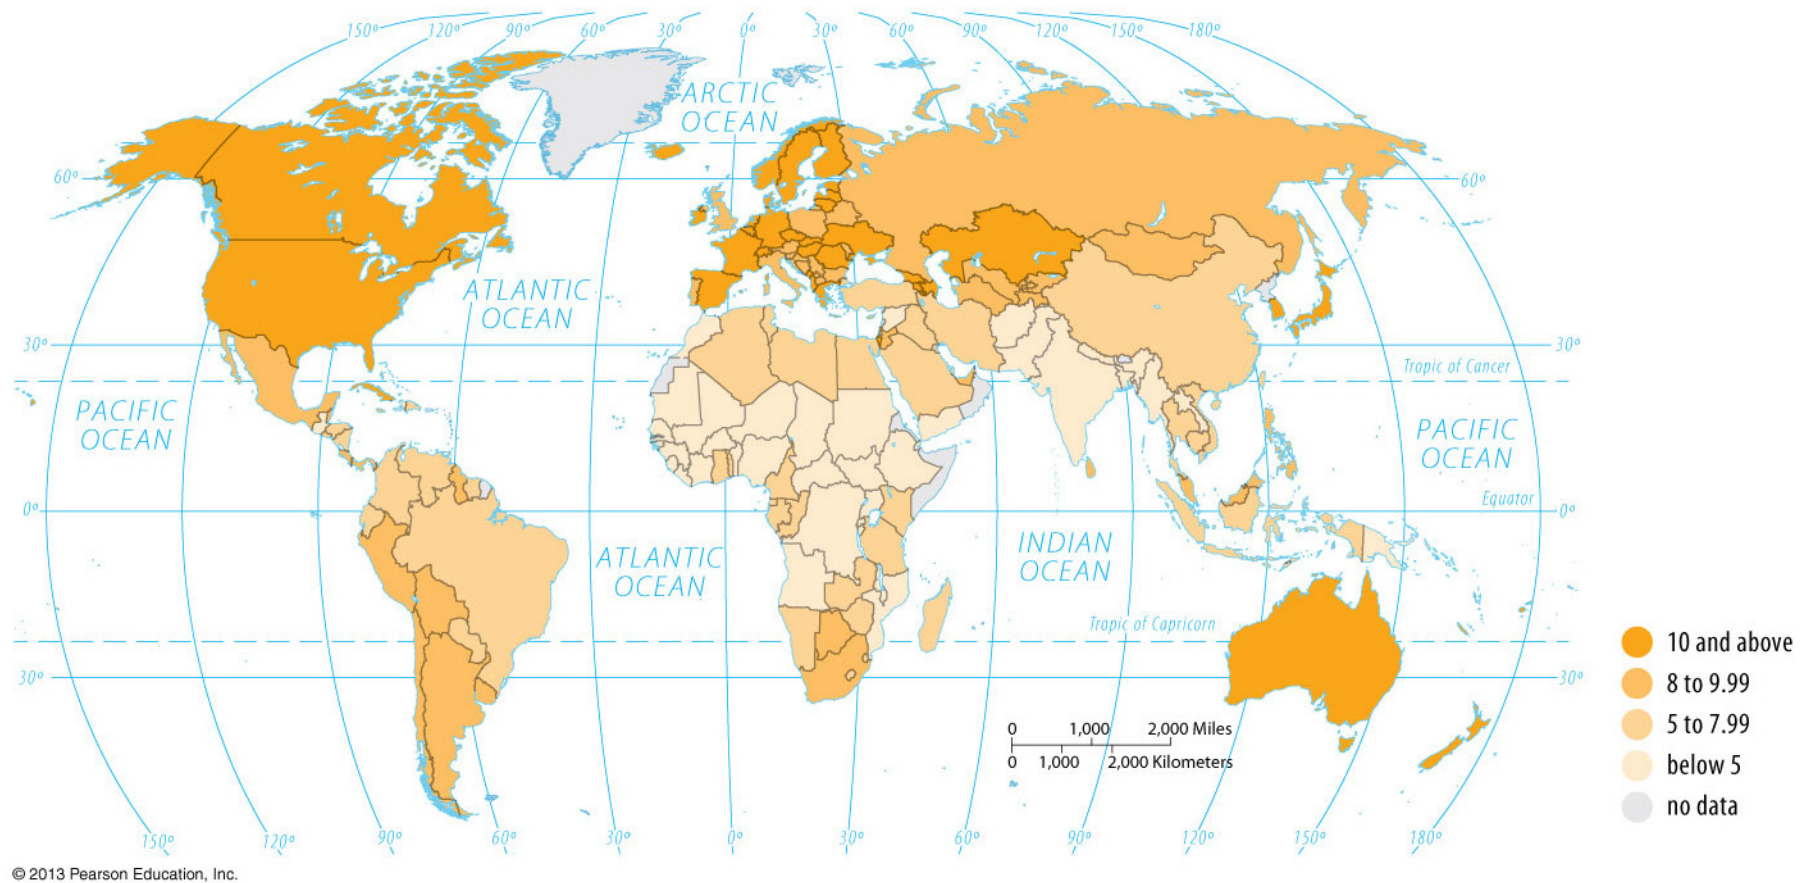 150° 120° 90° 60° 30° 0° 30° 60° 90° 120° 150° 180°
ARCTIC
OCEAN
60° 60°
ATLANTIC
OCEAN
30° 30°
Tropic of Cancer
PACIFIC
OCEAN
PACIFIC
OCEAN
Equator
0° 0°
ATLANTIC
OCEAN
INDIAN
OCEAN
Tropic of Capricorn
30° 30°
0 1,000 2,000 Miles
0 1,000 2,000 Kilometers
10 and above
8 to 9.99
5 to 7.99
below 5
no data
150° 120° 90° 60° 30° 0° 30° 60° 90° 120° 150° 180°
© 2013 Pearson Education, Inc.